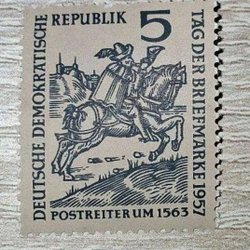 DEUTSCHE DEMOKRATISCHE REPUBLIK
5
TAG DER BRIEFMARKE 1957
POSTREITER UM 1563